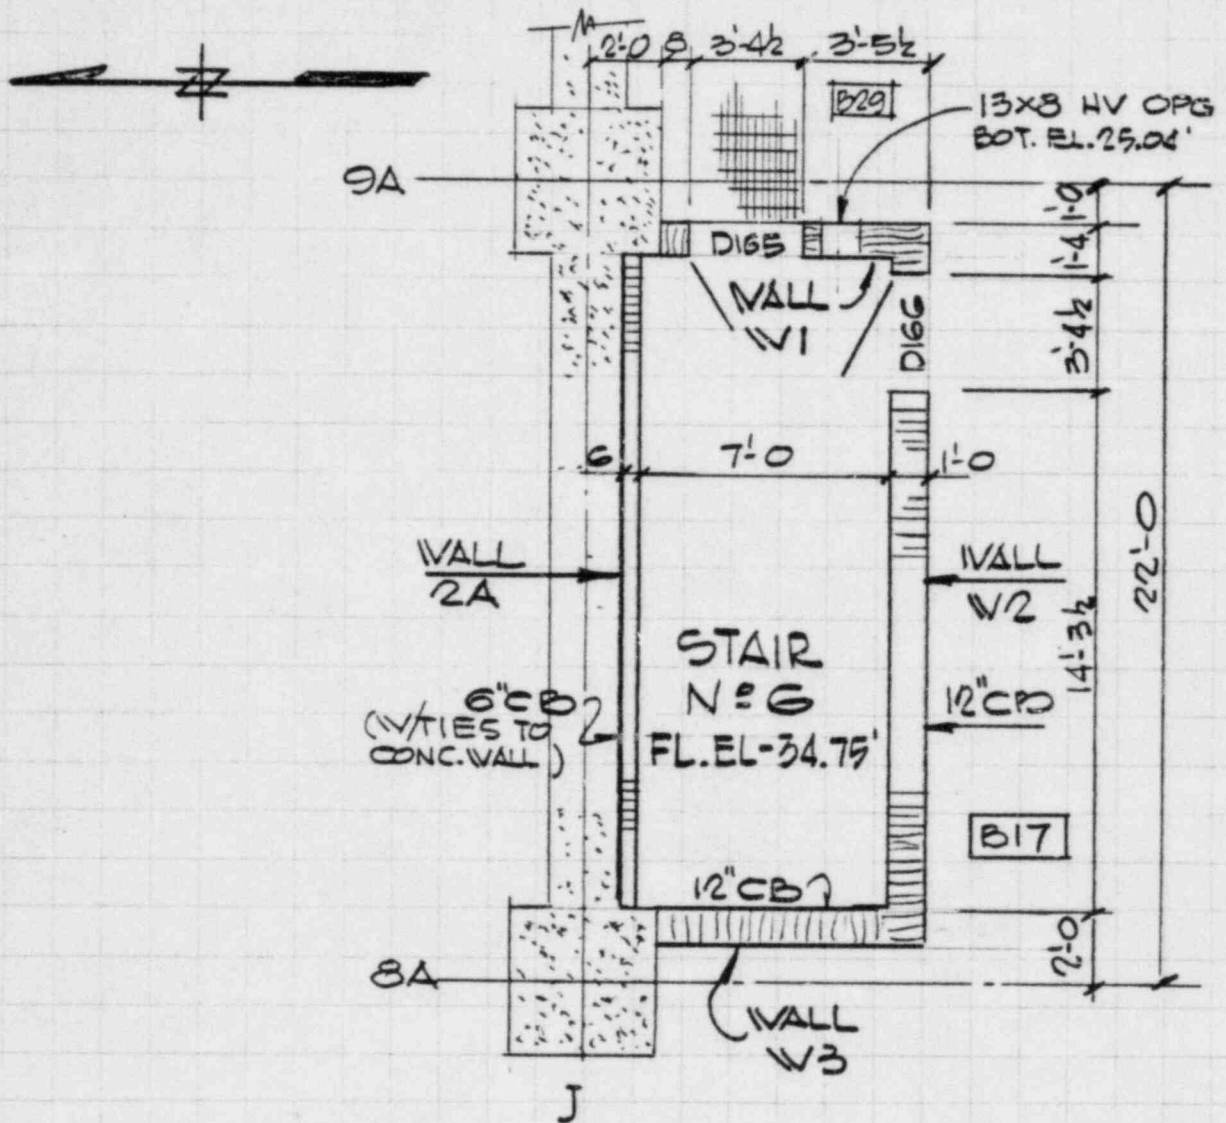 2'-0 8 3'-4½ 3'-5½
B29
13X8 HV OPG
BOT. EL. 25.04'
N
9A
1'-0
D165
1'-4
WALL
W1
D166
3'-4½
6 7'-0 1'-0
22'-0
WALL
2A
WALL
W2
14'-3½
STAIR
Nº 6
FL.EL-34.75'
6"CB
(W/TIES TO
CONC. WALL)
12"CB
B17
12"CB
2'-0
8A
WALL
W3
J